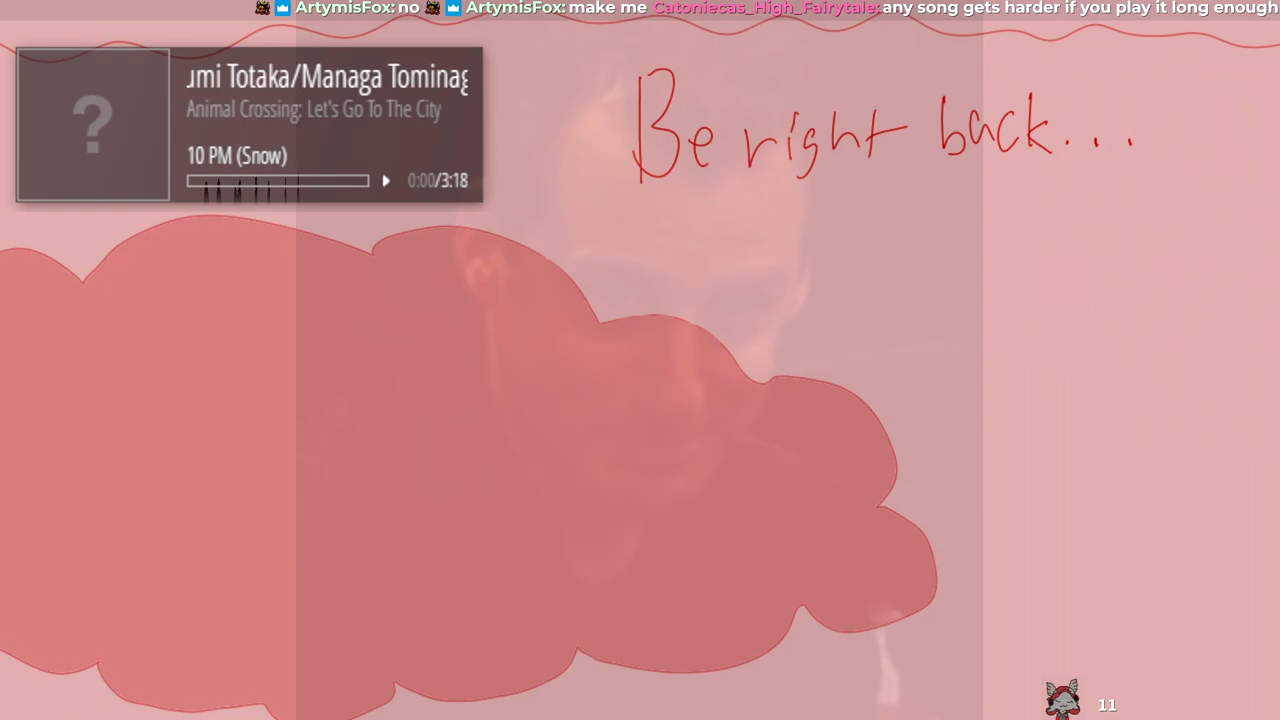 ArtymisFox: no ArtymisFox: make me Catoniecas_High_Fairytale: any song gets harder if you play it long enough
umi Totaka/Managa Tominag
Animal Crossing: Let's Go To The City
10 PM (Snow)
0:00/3:18
?
Be right back...
11